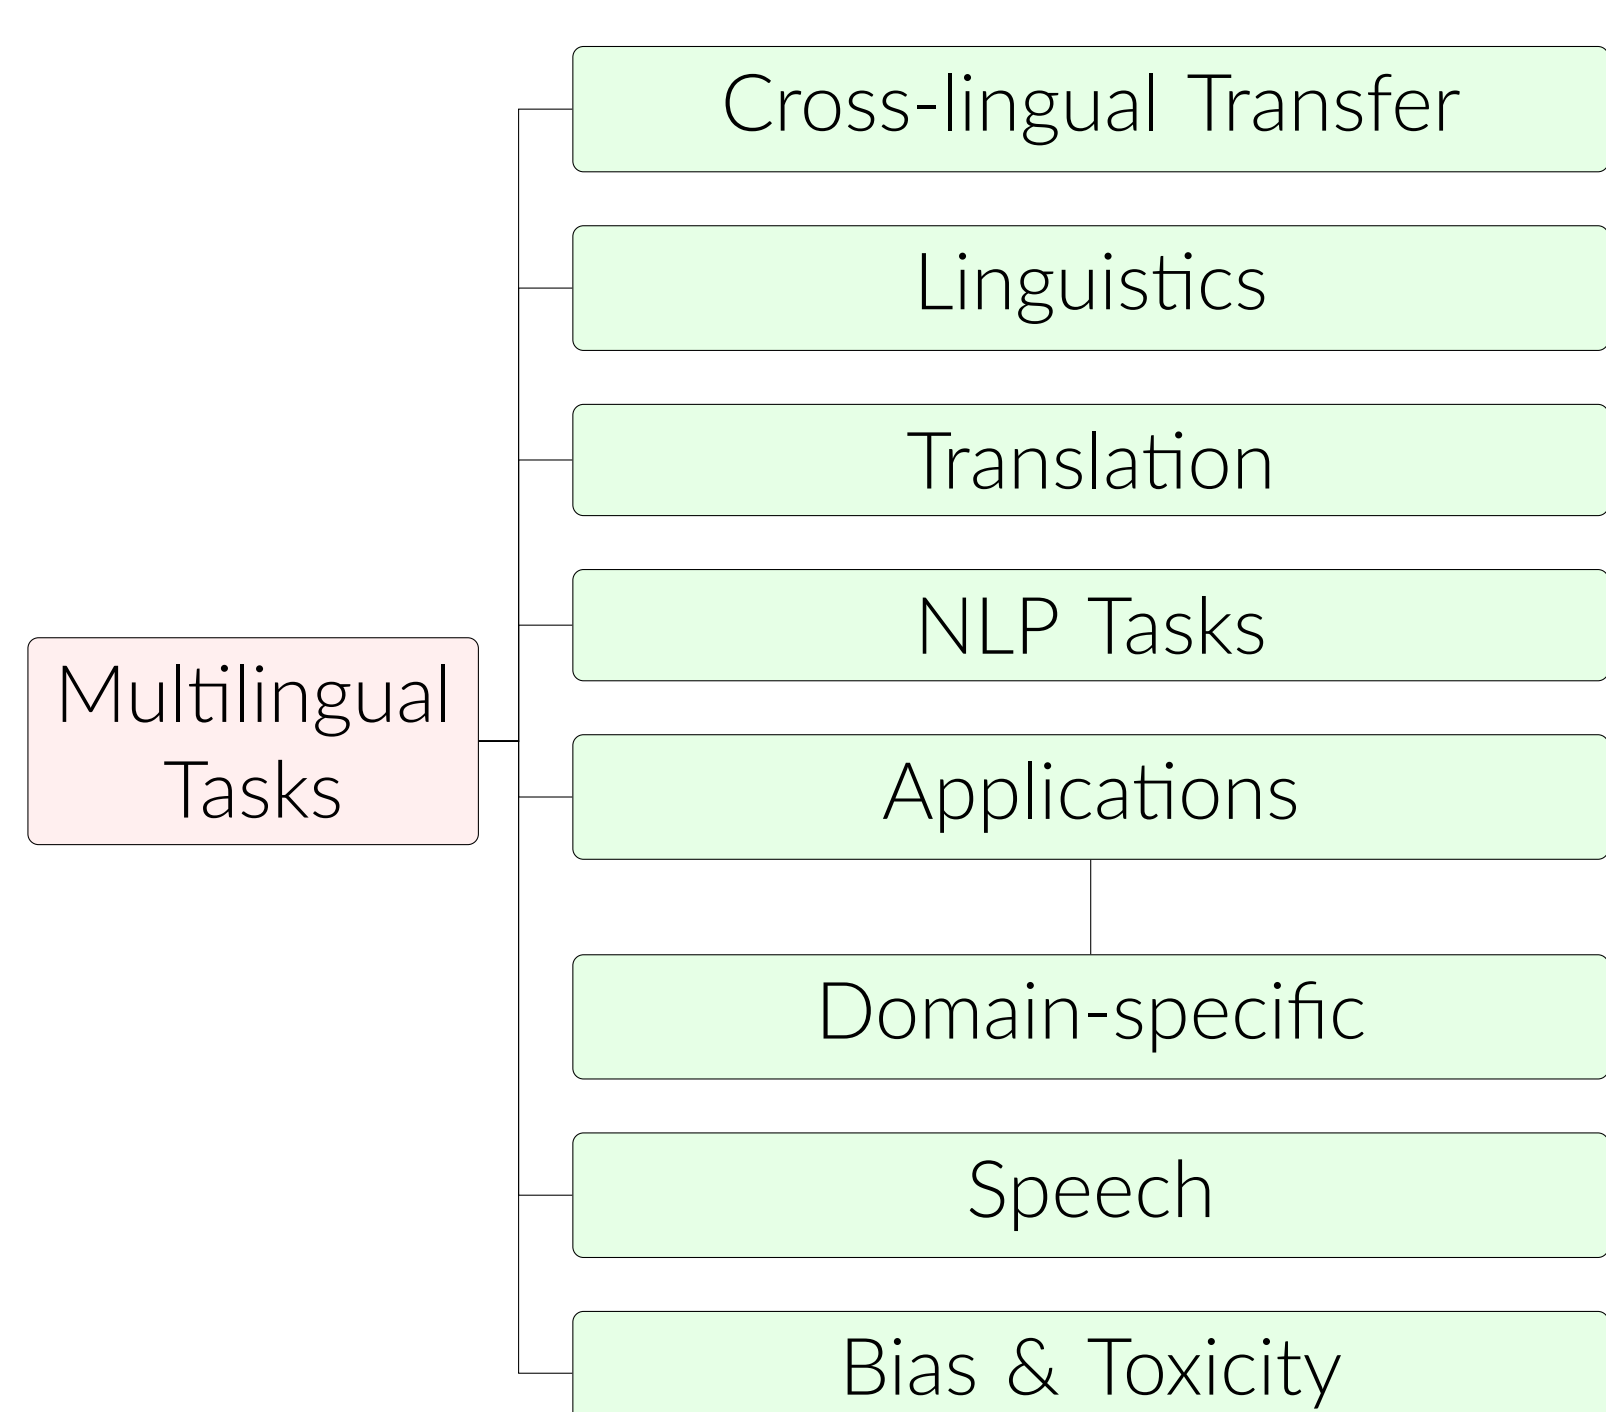 Cross-lingual Transfer
Linguistics
Translation
NLP Tasks
Multilingual
Tasks
Applications
Domain-specific
Speech
Bias & Toxicity